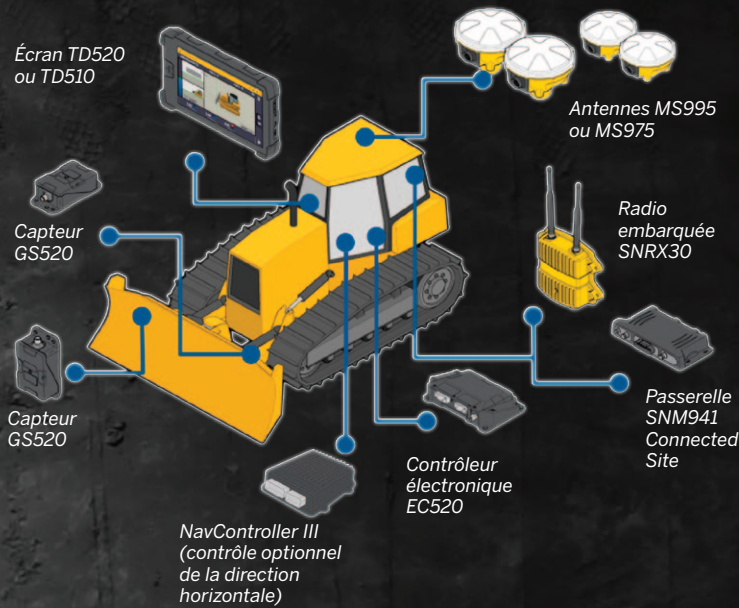 Écran TD520
ou TD510
Antennes MS995
ou MS975
Capteur
GS520
Radio
embarquée
SNRX30
Capteur
GS520
Passerelle
SNM941
Connected
Site
Contrôleur
électronique
EC520
NavController III
(contrôle optionnel
de la direction
horizontale)